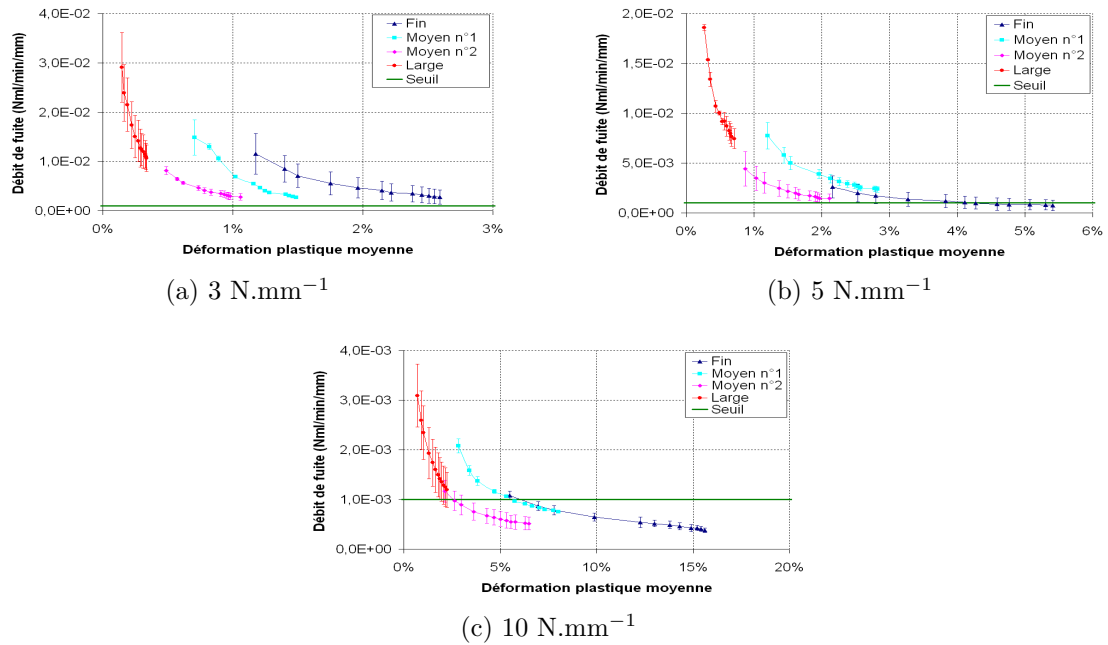 4,0E-02
3,0E-02
2,0E-02
1,0E-02
0,0E+00
Débit de fuite (Nml/min/mm)
0%
1%
2%
3%
Déformation plastique moyenne
Fin
Moyen n°1
Moyen n°2
Large
Seuil
(a) 3 N.mm−1
2,0E-02
1,5E-02
1,0E-02
5,0E-03
0,0E+00
Débit de fuite (Nml/min/mm)
0%
1%
2%
3%
4%
5%
6%
Déformation plastique moyenne
Fin
Moyen n°1
Moyen n°2
Large
Seuil
(b) 5 N.mm−1
4,0E-03
3,0E-03
2,0E-03
1,0E-03
0,0E+00
Débit de fuite (Nml/min/mm)
0%
5%
10%
15%
20%
Déformation plastique moyenne
Fin
Moyen n°1
Moyen n°2
Large
Seuil
(c) 10 N.mm−1